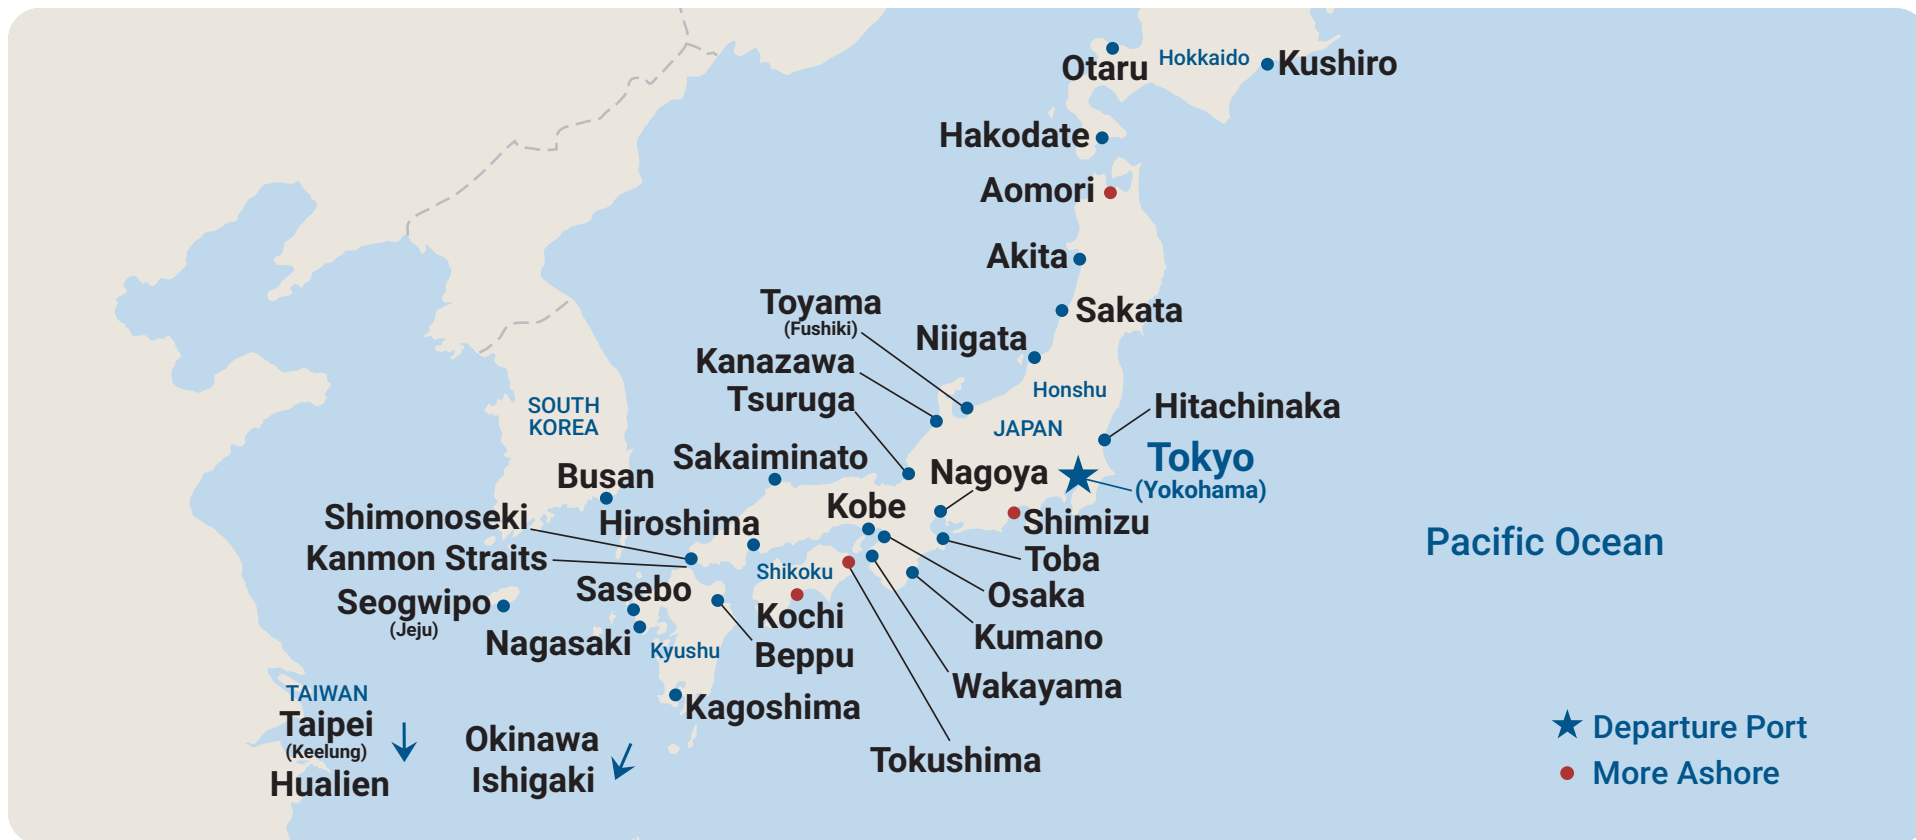 Otaru
Hokkaido
Kushiro
Hakodate
Aomori
Akita
Toyama
(Fushiki)
Sakata
Niigata
Kanazawa
Tsuruga
Honshu
SOUTH
KOREA
JAPAN
Hitachinaka
Tokyo
(Yokohama)
Sakaiminato
Nagoya
Busan
Kobe
Shimonoseki
Hiroshima
Shimizu
Pacific Ocean
Kanmon Straits
Toba
Shikoku
Sasebo
Osaka
Seogwipo
(Jeju)
Kochi
Nagasaki
Kumano
Kyushu
Beppu
Wakayama
TAIWAN
Taipei
(Keelung)
Hualien
Kagoshima
Okinawa
Ishigaki
Tokushima
Departure Port
More Ashore